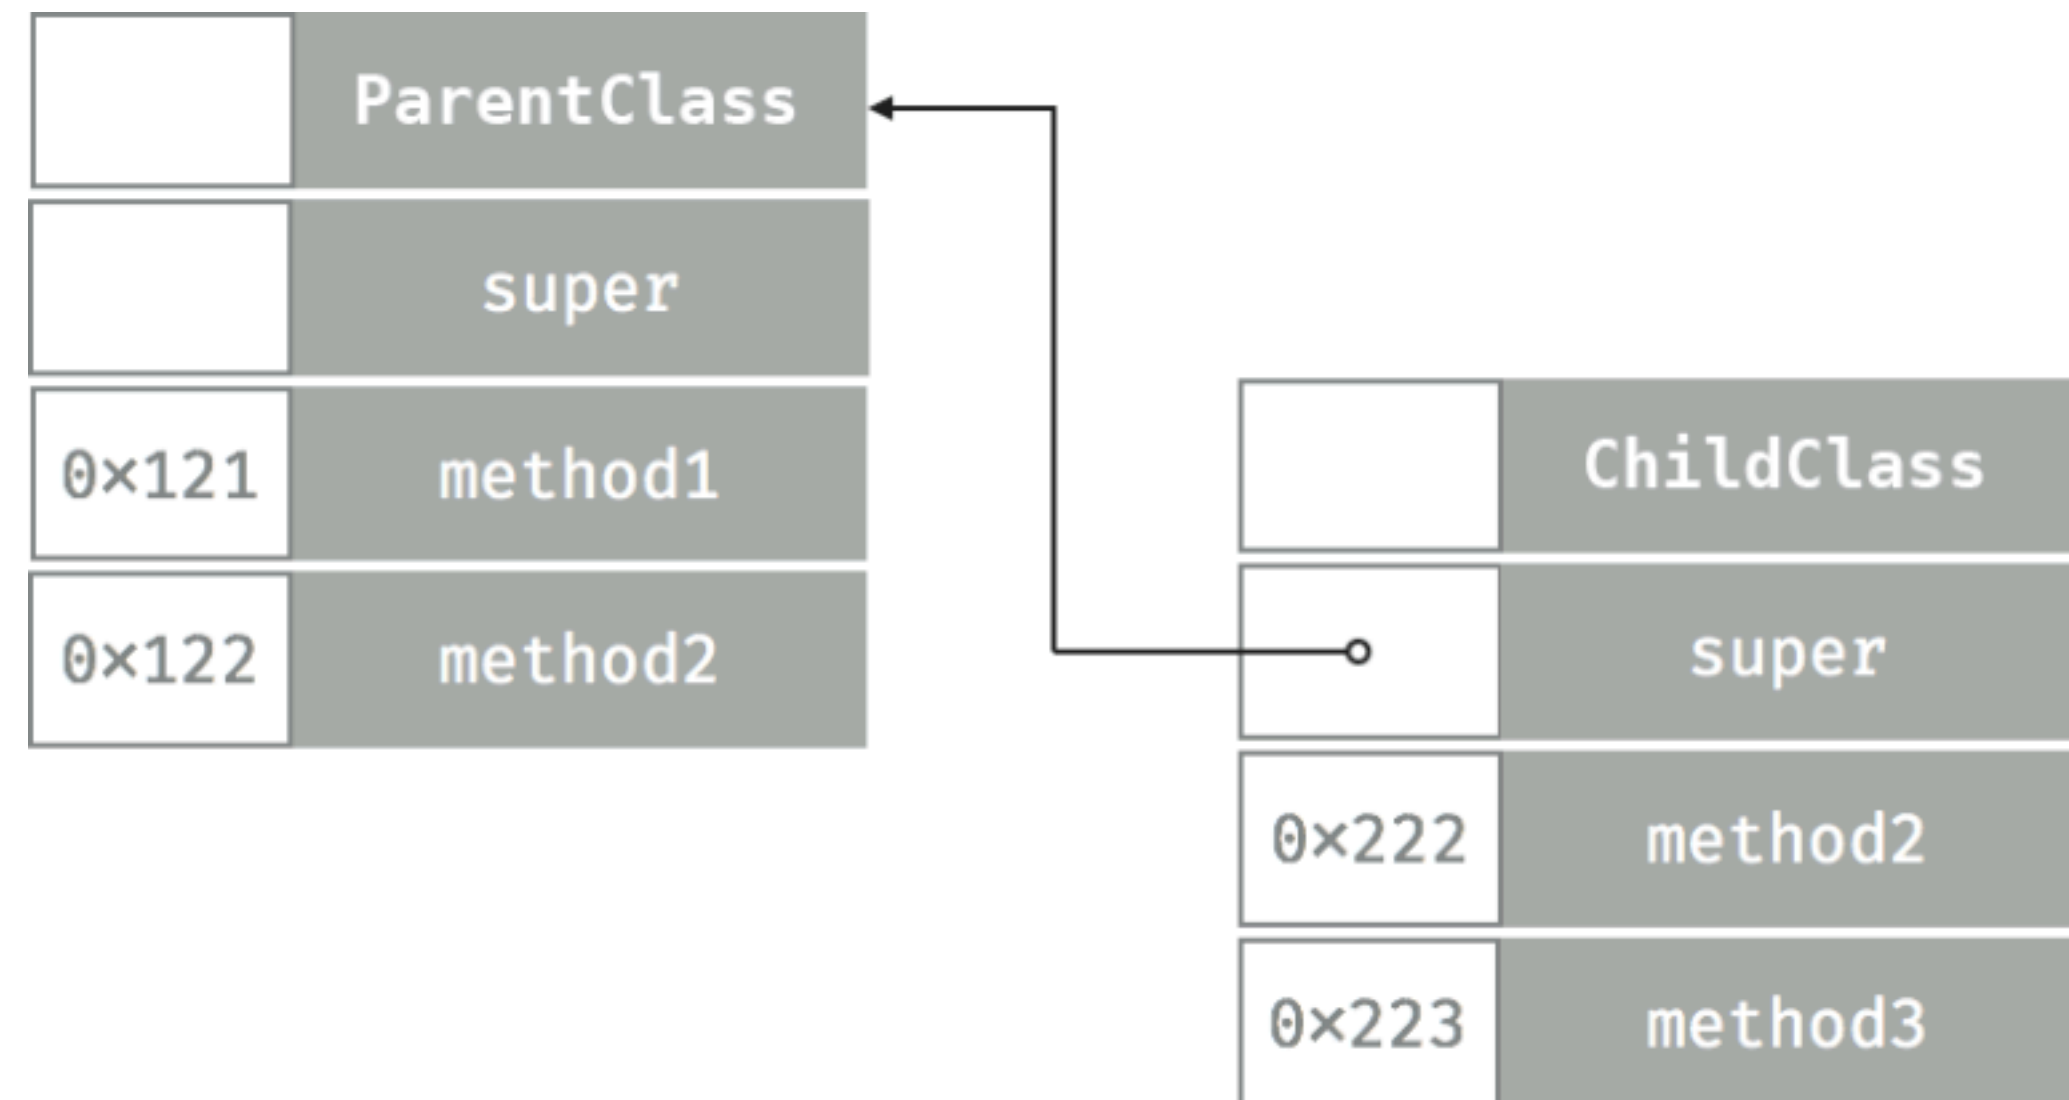 ParentClass
super
0×121 method1
0×122 method2
ChildClass
super
0×222 method2
0×223 method3